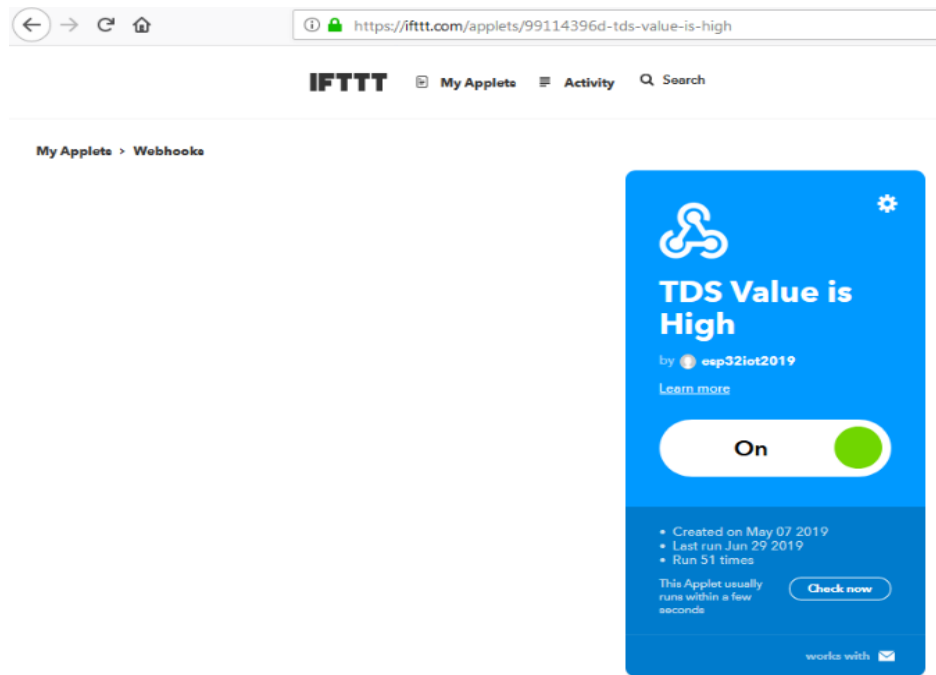 https://ifttt.com/applets/99114396d-tds-value-is-high
IFTTT My Applets Activity Search
My Applets > Webhooks
TDS Value is
High
by esp32iot2019
Learn more
On
• Created on May 07 2019
• Last run Jun 29 2019
• Run 51 times
This Applet usually
runs within a few
seconds
Check now
works with